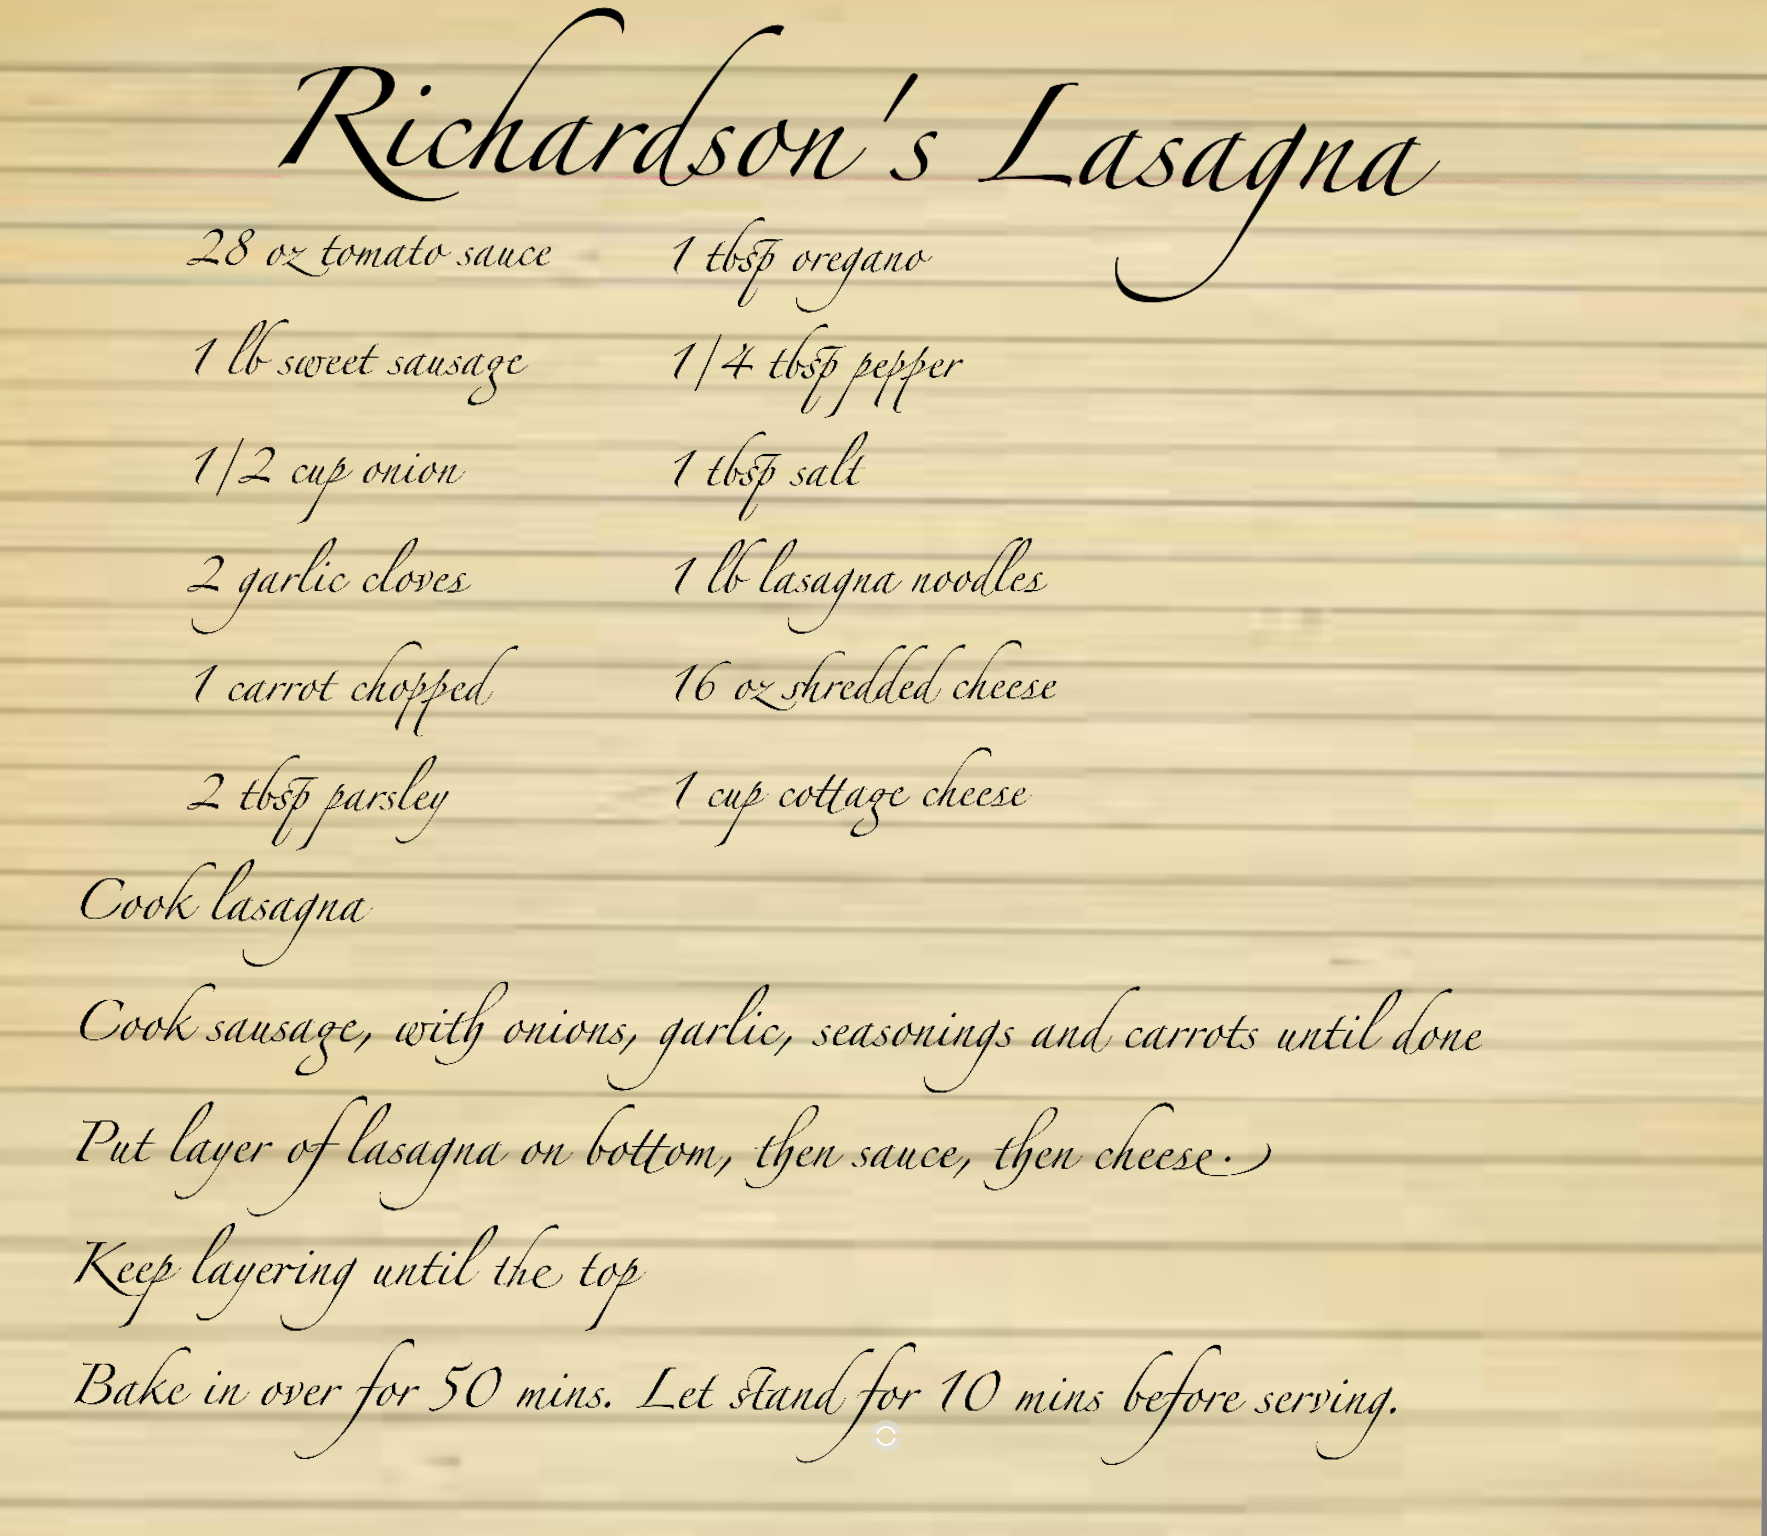 Richardson's Lasagna
28 oz tomato sauce
1 lb sweet sausage
1/2 cup onion
2 garlic cloves
1 carrot chopped
2 tbsp parsley
1 tbsp oregano
1/4 tbsp pepper
1 tbsp salt
1 lb lasagna noodles
16 oz shredded cheese
1 cup cottage cheese
Cook lasagna
Cook sausage, with onions, garlic, seasonings and carrots until done
Put layer of lasagna on bottom, then sauce, then cheese.
Keep layering until the top
Bake in over for 50 mins. Let stand for 10 mins before serving.